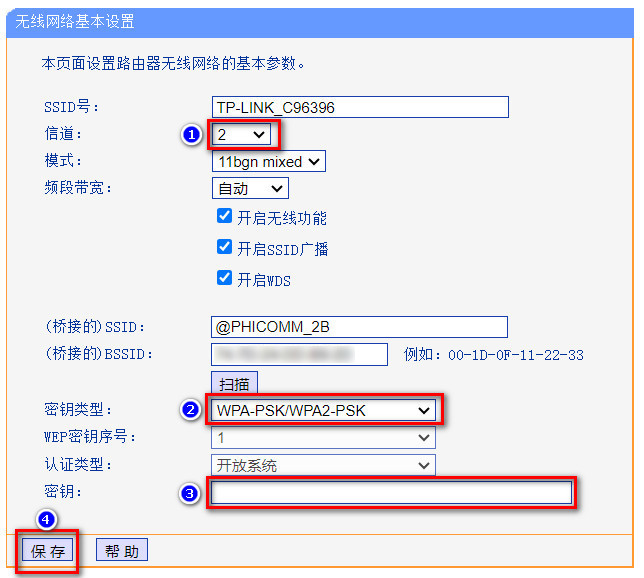 无线网络基本设置
本页面设置路由器无线网络的基本参数。
SSID号: TP-LINK_C96396
信道: 1 2
模式: 11bgn mixed
频段带宽: 自动
开启无线功能
开启SSID广播
开启WDS
(桥接的)SSID: @PHICOMM_2B
(桥接的)BSSID: 例如: 00-1D-0F-11-22-33
扫描
密钥类型: 2 WPA-PSK/WPA2-PSK
WEP密钥序号: 1
认证类型: 开放系统
密钥: 3
4
保存 帮助